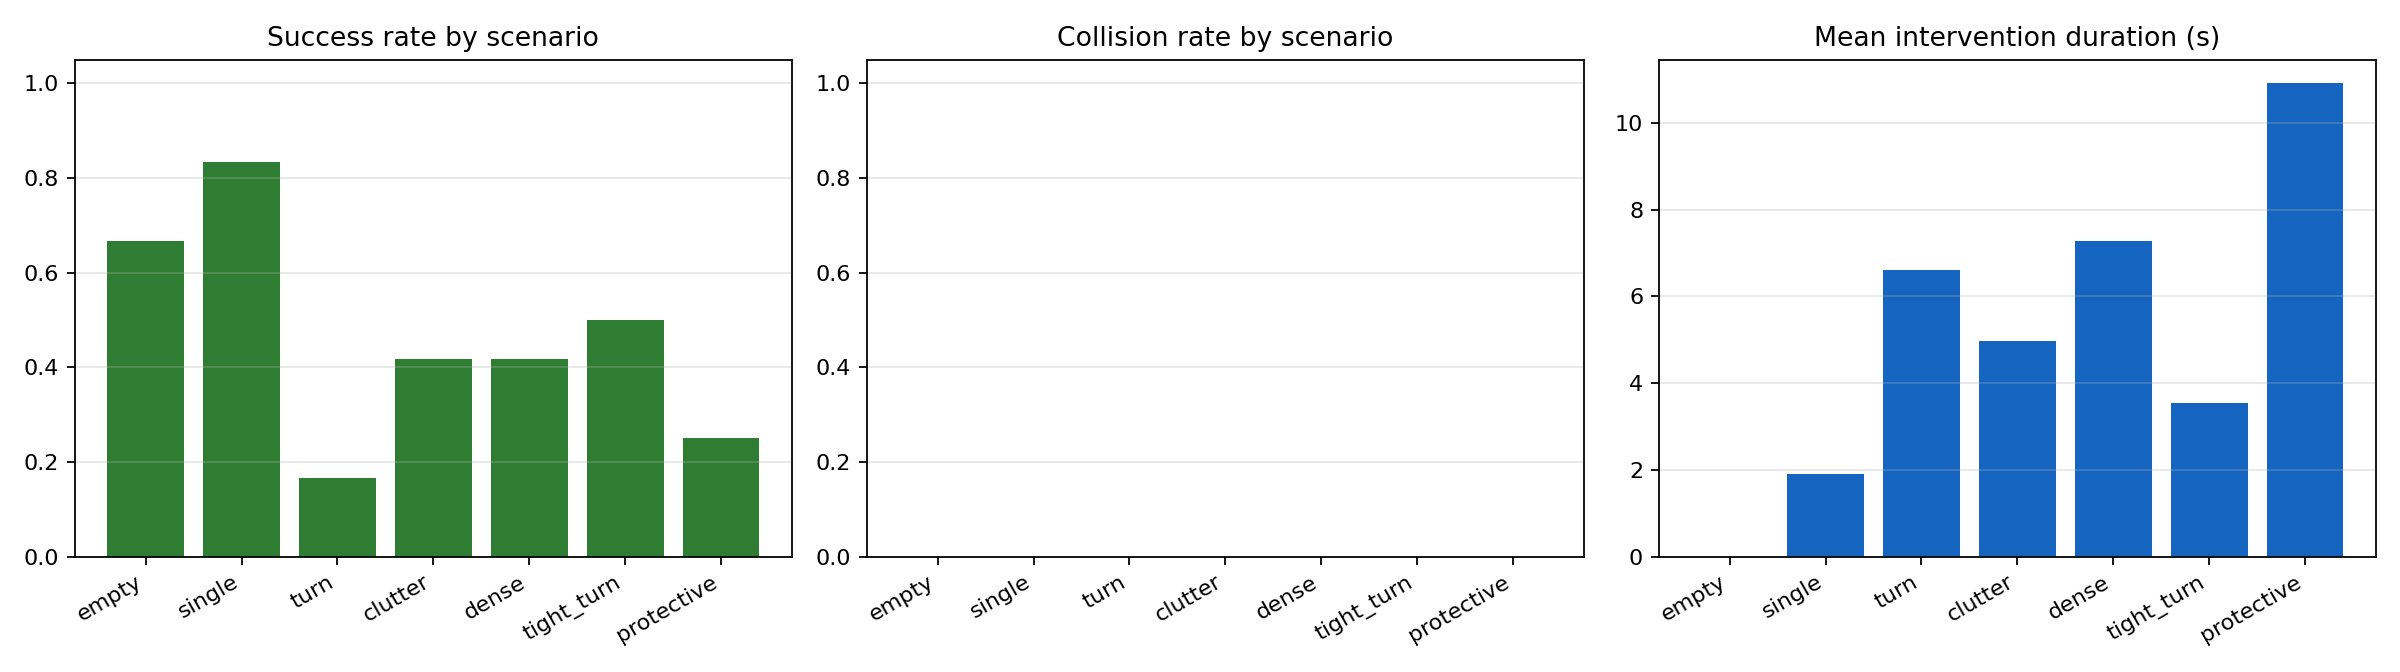 Success rate by scenario
1.0
0.8
0.6
0.4
0.2
0.0
empty
single
turn
clutter
dense
tight_turn
protective
Collision rate by scenario
1.0
0.8
0.6
0.4
0.2
0.0
empty
single
turn
clutter
dense
tight_turn
protective
Mean intervention duration (s)
10
8
6
4
2
0
empty
single
turn
clutter
dense
tight_turn
protective